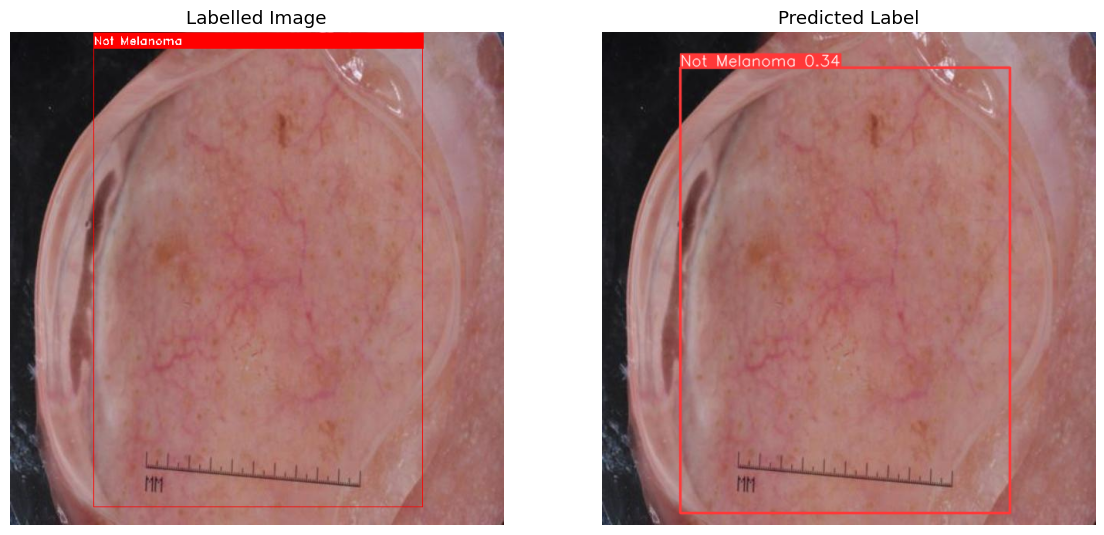 Labelled Image
Predicted Label
Not Melanoma
Not Melanoma 0.34
MM
MM